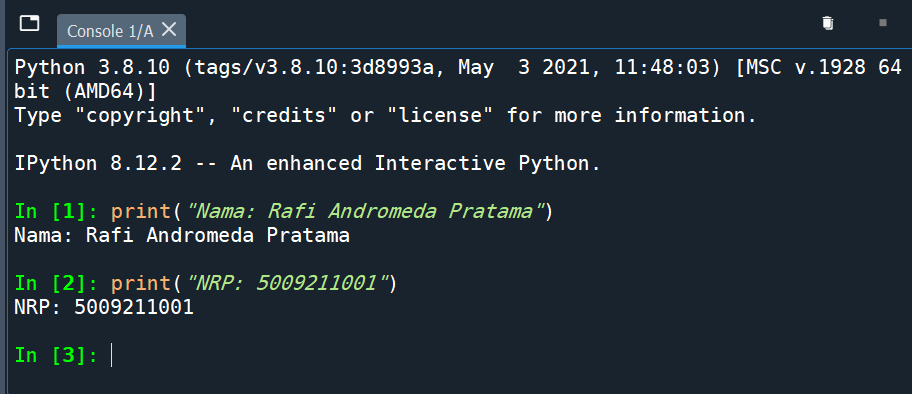 Console 1/A
Python 3.8.10 (tags/v3.8.10:3d8993a, May  3 2021, 11:48:03) [MSC v.1928 64
bit (AMD64)]
Type "copyright", "credits" or "license" for more information.
IPython 8.12.2 -- An enhanced Interactive Python.
In [1]: print("Nama: Rafi Andromeda Pratama")
Nama: Rafi Andromeda Pratama
In [2]: print("NRP: 5009211001")
NRP: 5009211001
In [3]: